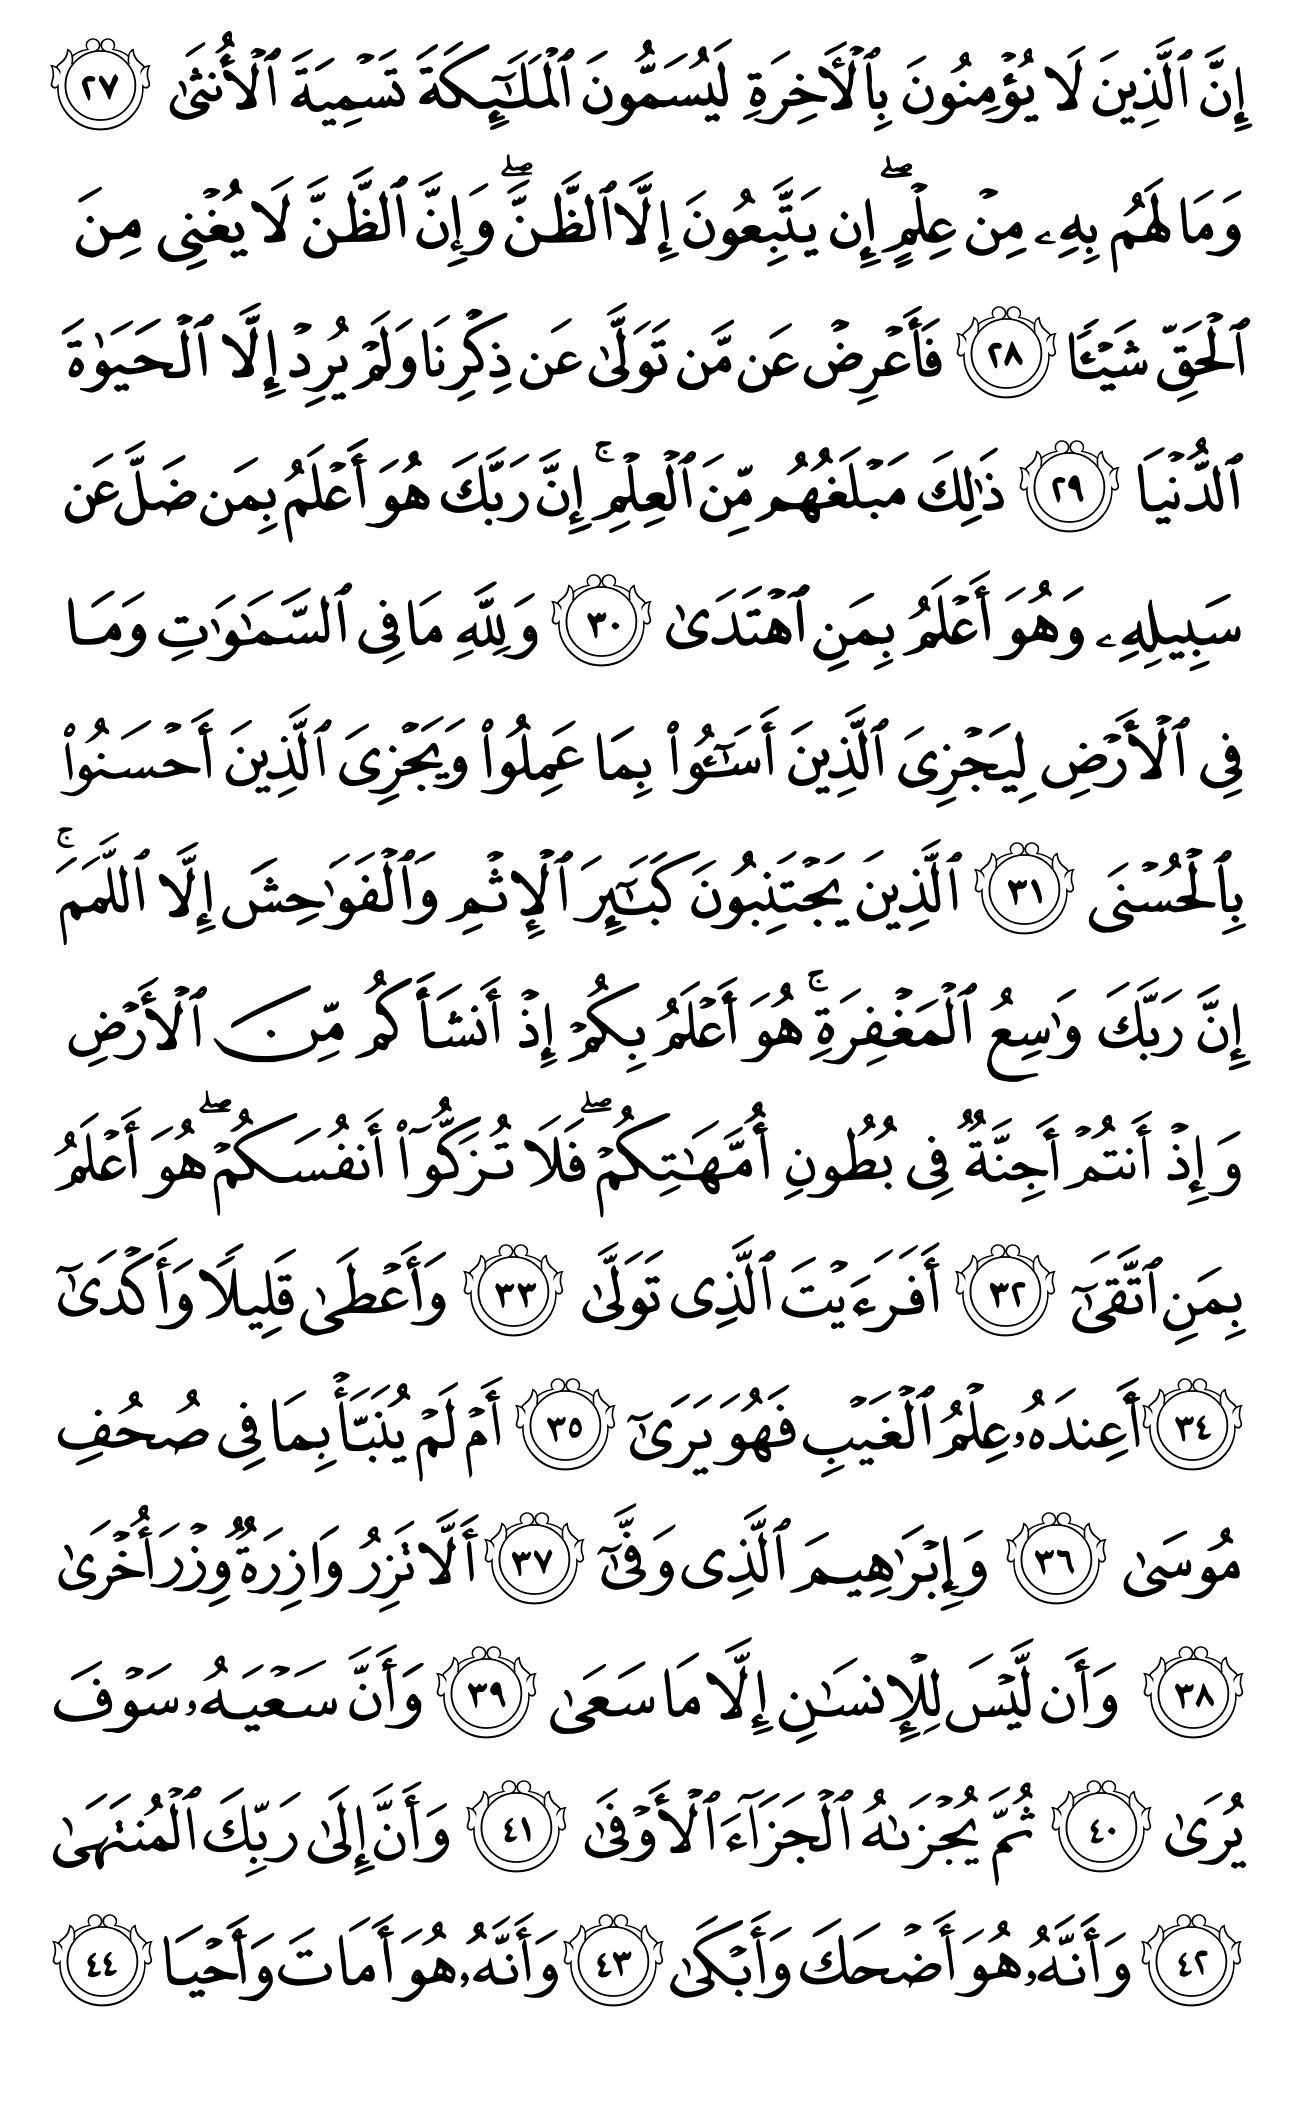 إِنَّ ٱلَّذِينَ لَا يُؤْمِنُونَ بِٱلْـَٔاخِرَةِ لَيُسَمُّونَ ٱلْمَلَـٰٓئِكَةَ تَسْمِيَةَ ٱلْأُنثَىٰ ٢٧
وَمَا لَهُم بِهِۦ مِنْ عِلْمٍ ۖ إِن يَتَّبِعُونَ إِلَّا ٱلظَّنَّ ۖ وَإِنَّ ٱلظَّنَّ لَا يُغْنِى مِنَ
ٱلْحَقِّ شَيْـًٔا ٢٨ فَأَعْرِضْ عَن مَّن تَوَلَّىٰ عَن ذِكْرِنَا وَلَمْ يُرِدْ إِلَّا ٱلْحَيَوٰةَ
ٱلدُّنْيَا ٢٩ ذَٰلِكَ مَبْلَغُهُم مِّنَ ٱلْعِلْمِ ۚ إِنَّ رَبَّكَ هُوَ أَعْلَمُ بِمَن ضَلَّ عَن
سَبِيلِهِۦ وَهُوَ أَعْلَمُ بِمَنِ ٱهْتَدَىٰ ٣٠ وَلِلَّهِ مَا فِى ٱلسَّمَـٰوَٰتِ وَمَا
فِى ٱلْأَرْضِ لِيَجْزِىَ ٱلَّذِينَ أَسَـٰٓـُٔوا۟ بِمَا عَمِلُوا۟ وَيَجْزِىَ ٱلَّذِينَ أَحْسَنُوا۟
بِٱلْحُسْنَى ٣١ ٱلَّذِينَ يَجْتَنِبُونَ كَبَـٰٓئِرَ ٱلْإِثْمِ وَٱلْفَوَٰحِشَ إِلَّا ٱللَّمَمَ ۚ
إِنَّ رَبَّكَ وَٰسِعُ ٱلْمَغْفِرَةِ ۚ هُوَ أَعْلَمُ بِكُمْ إِذْ أَنشَأَكُم مِّنَ ٱلْأَرْضِ
وَإِذْ أَنتُمْ أَجِنَّةٌ فِى بُطُونِ أُمَّهَـٰتِكُمْ ۖ فَلَا تُزَكُّوٓا۟ أَنفُسَكُمْ ۖ هُوَ أَعْلَمُ
بِمَنِ ٱتَّقَىٰٓ ٣٢ أَفَرَءَيْتَ ٱلَّذِى تَوَلَّىٰ ٣٣ وَأَعْطَىٰ قَلِيلًا وَأَكْدَىٰٓ
٣٤ أَعِندَهُۥ عِلْمُ ٱلْغَيْبِ فَهُوَ يَرَىٰٓ ٣٥ أَمْ لَمْ يُنَبَّأْ بِمَا فِى صُحُفِ
مُوسَىٰ ٣٦ وَإِبْرَٰهِيمَ ٱلَّذِى وَفَّىٰٓ ٣٧ أَلَّا تَزِرُ وَازِرَةٌ وِزْرَ أُخْرَىٰ
٣٨ وَأَن لَّيْسَ لِلْإِنسَـٰنِ إِلَّا مَا سَعَىٰ ٣٩ وَأَنَّ سَعْيَهُۥ سَوْفَ
يُرَىٰ ٤٠ ثُمَّ يُجْزَىٰهُ ٱلْجَزَآءَ ٱلْأَوْفَىٰ ٤١ وَأَنَّ إِلَىٰ رَبِّكَ ٱلْمُنتَهَىٰ
٤٢ وَأَنَّهُۥ هُوَ أَضْحَكَ وَأَبْكَىٰ ٤٣ وَأَنَّهُۥ هُوَ أَمَاتَ وَأَحْيَا ٤٤